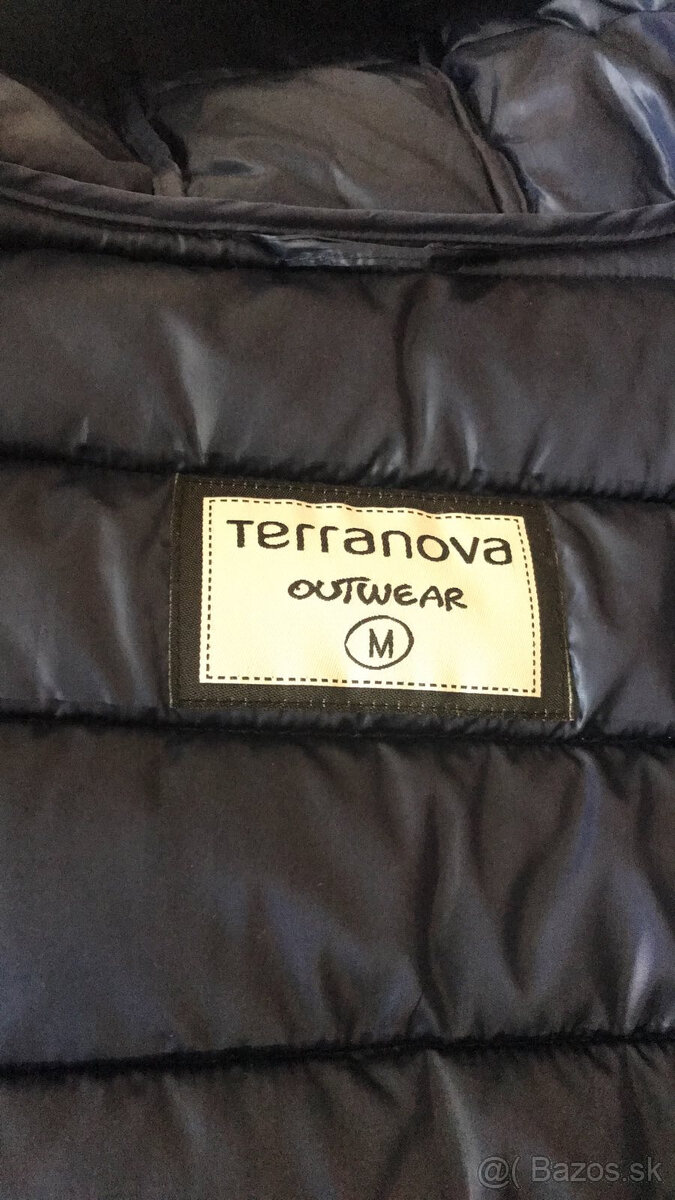 Terranova
OUTWEAR
M
@( Bazos.sk